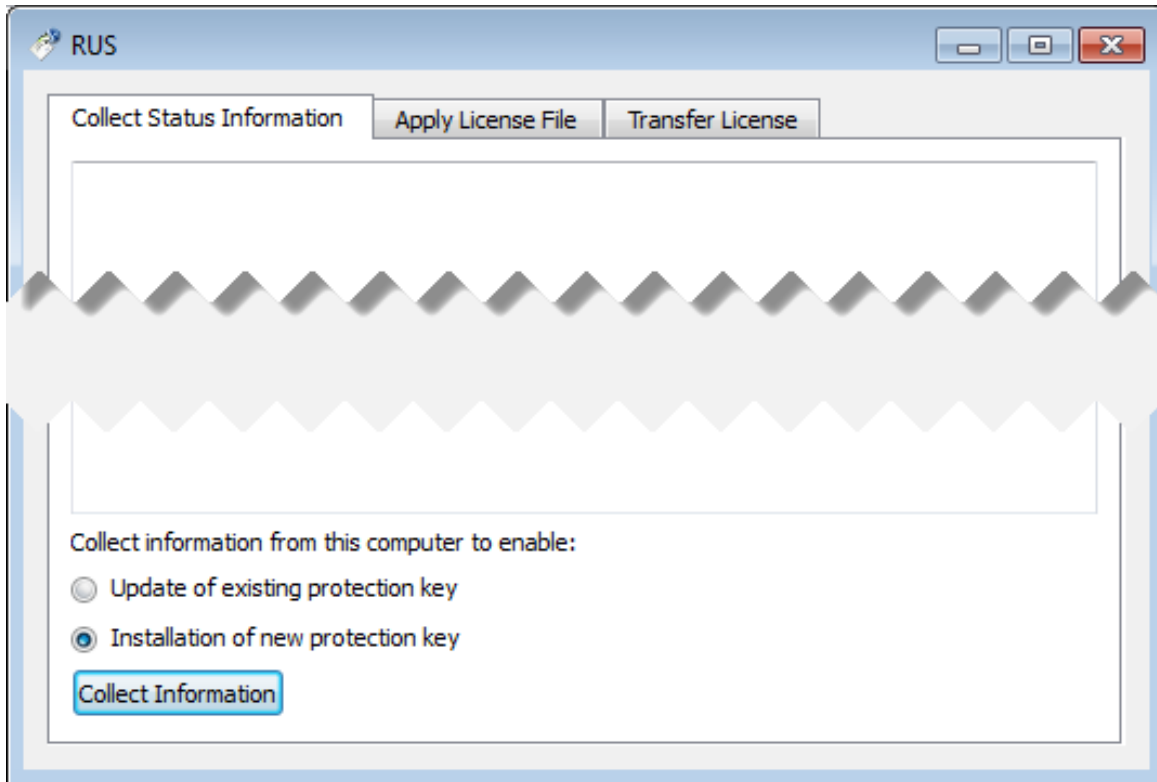 RUS
Collect Status Information Apply License File Transfer License
Collect information from this computer to enable:
Update of existing protection key
Installation of new protection key
Collect Information